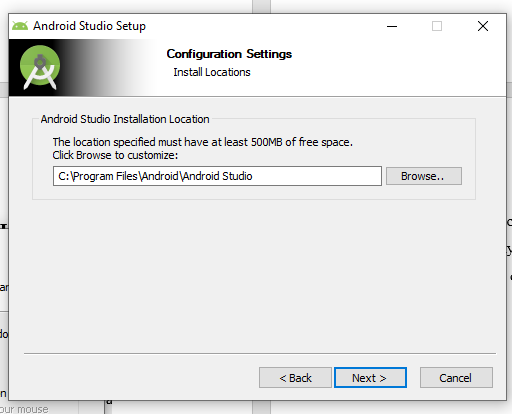 Android Studio Setup
Configuration Settings
Install Locations
Android Studio Installation Location
The location specified must have at least 500MB of free space.
Click Browse to customize:
C:\Program Files\Android\Android Studio
Browse..
< Back
Next >
Cancel
our mouse